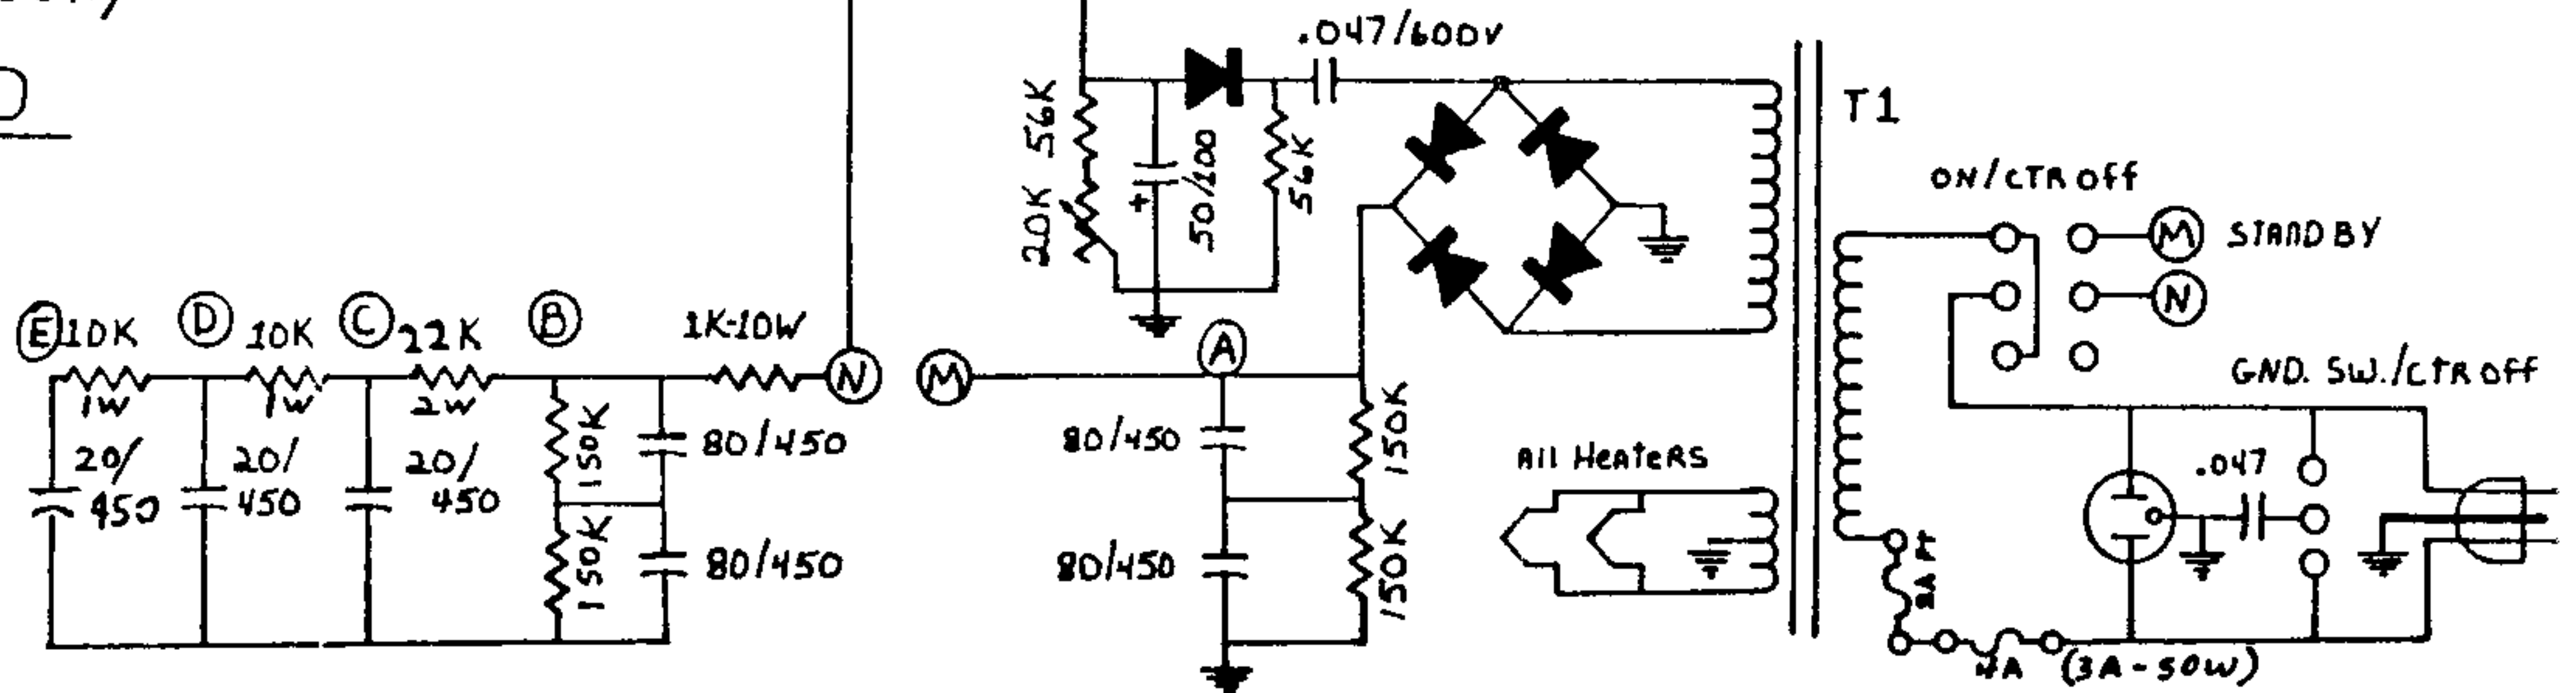 .047/600V
56K
20K
+
50/100
56K
T1
ON/CTR Off
M STANDBY
N
GND. SW./CTR Off
E 10K
1W
D
10K
1W
C
22K
2W
B
1K-10W
N
M
A
20/
450
20/
450
20/
450
150K
80/450
150K
80/450
80/450
150K
80/450
150K
All HeateRs
.047
4A
(3A-50W)